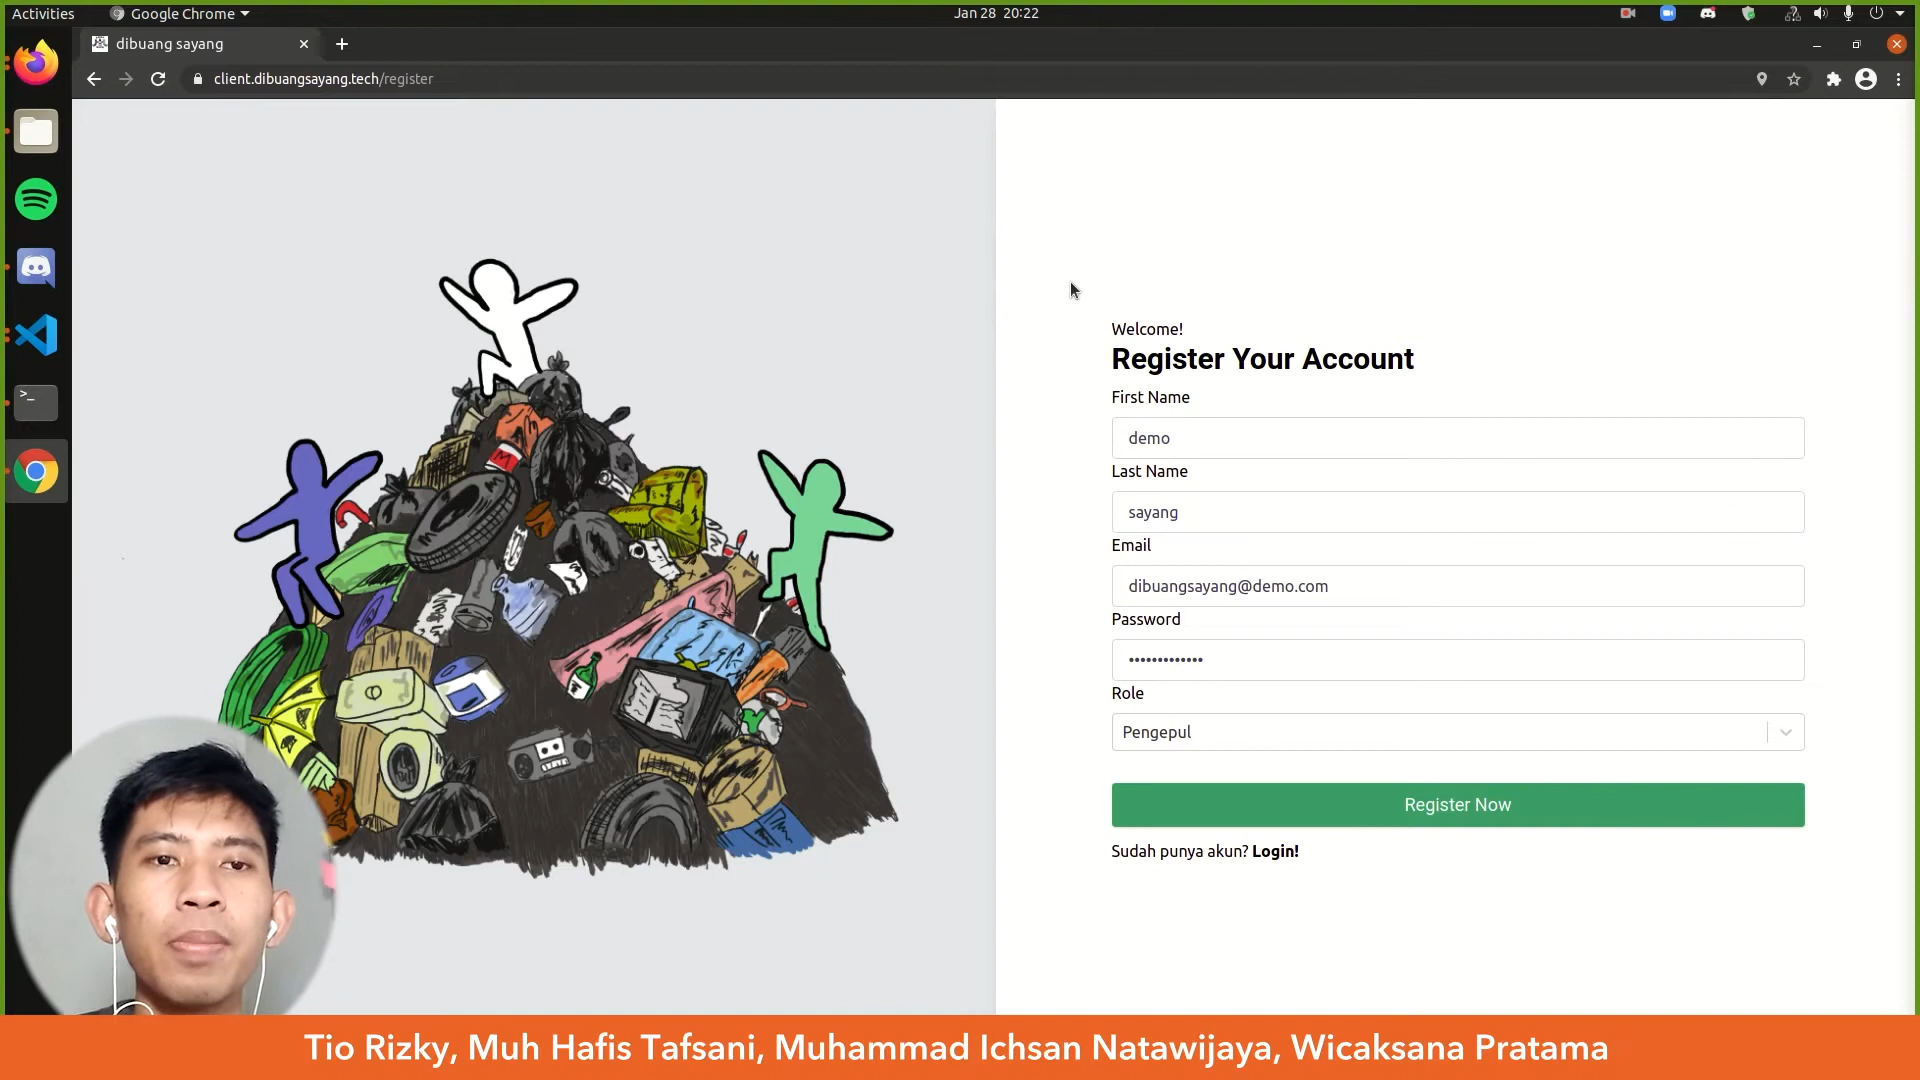 Activities
Google Chrome
Jan 28 20:22
dibuang sayang
client.dibuangsayang.tech/register
Welcome!
Register Your Account
First Name
demo
Last Name
sayang
Email
dibuangsayang@demo.com
Password
•••••••••••••
Role
Pengepul
Register Now
Sudah punya akun? Login!
Tio Rizky, Muh Hafis Tafsani, Muhammad Ichsan Natawijaya, Wicaksana Pratama